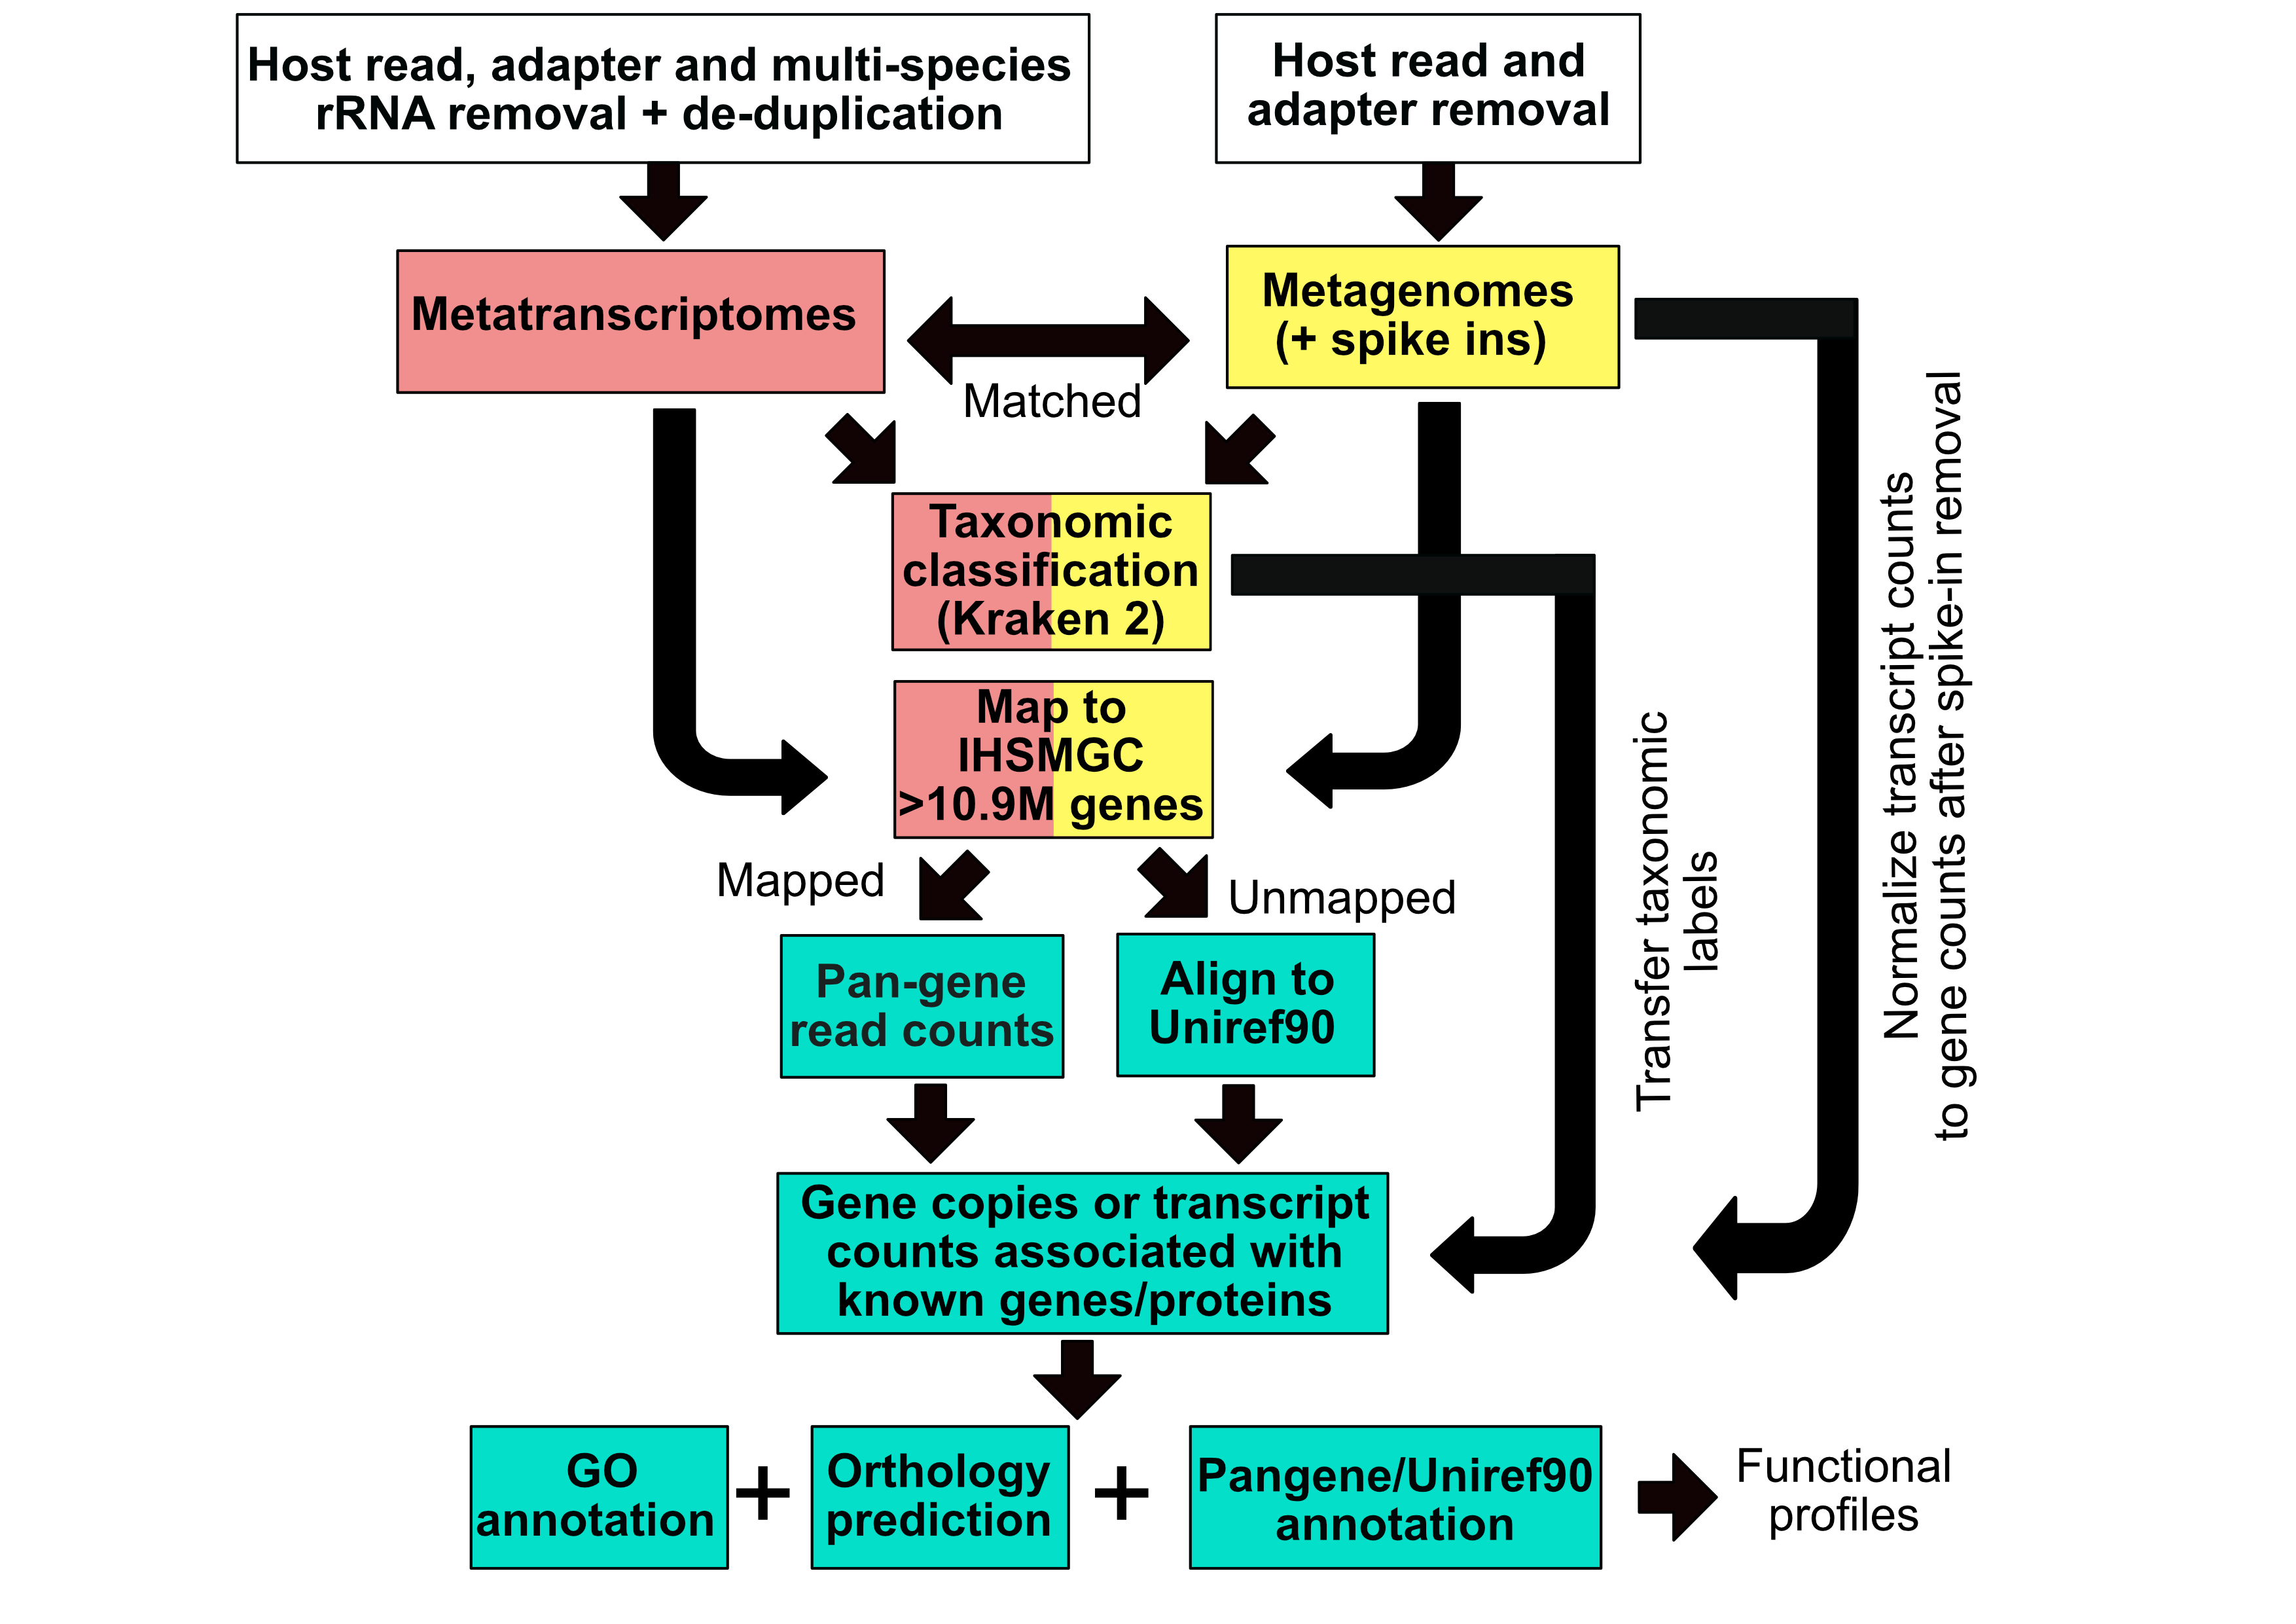 Host read, adapter and multi-species
rRNA removal + de-duplication
Host read and
adapter removal
Metatranscriptomes
Metagenomes
(+ spike ins)
Matched
Taxonomic
classification
(Kraken 2)
Map to
IHSMGC
>10.9M genes
Mapped
Unmapped
Pan-gene
read counts
Align to
Uniref90
Transfer taxonomic
labels
Normalize transcript counts
to gene counts after spike-in removal
Gene copies or transcript
counts associated with
known genes/proteins
GO
annotation
+
Orthology
prediction
+
Pangene/Uniref90
annotation
Functional
profiles